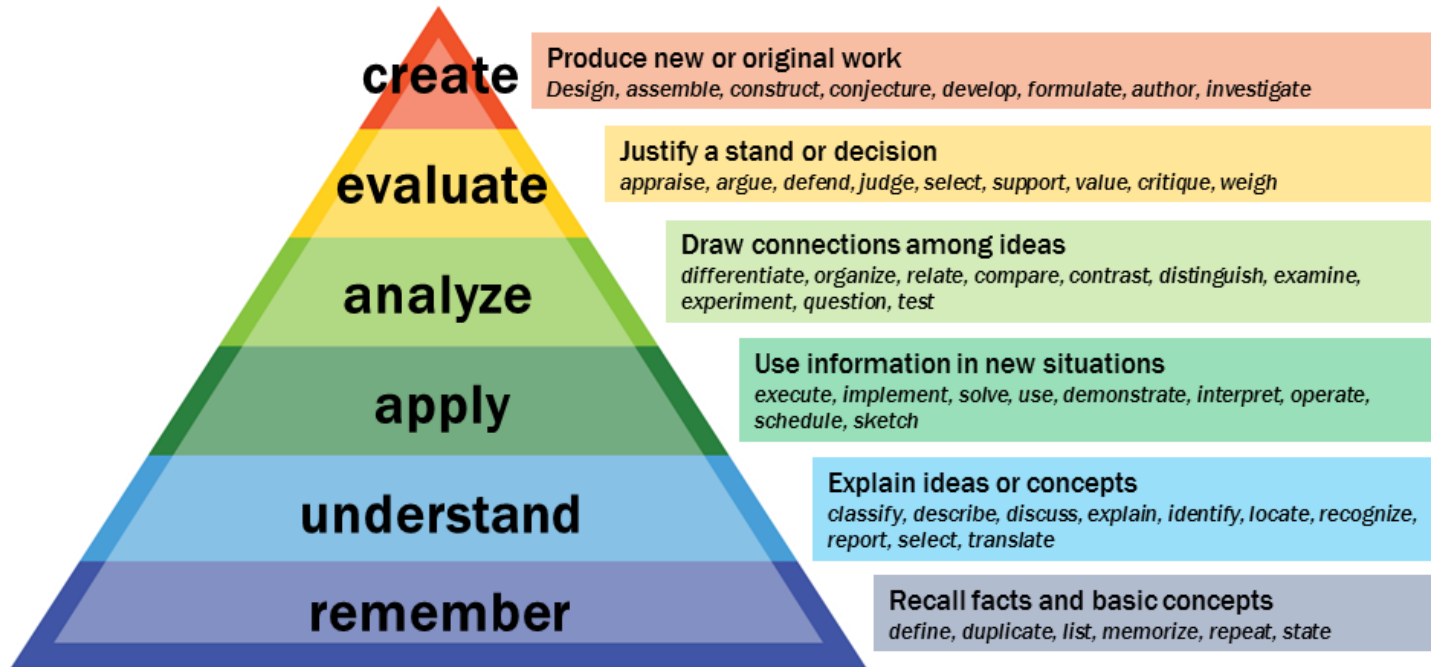 create
Produce new or original work
Design, assemble, construct, conjecture, develop, formulate, author, investigate
evaluate
Justify a stand or decision
appraise, argue, defend, judge, select, support, value, critique, weigh
analyze
Draw connections among ideas
differentiate, organize, relate, compare, contrast, distinguish, examine,
experiment, question, test
apply
Use information in new situations
execute, implement, solve, use, demonstrate, interpret, operate,
schedule, sketch
understand
Explain ideas or concepts
classify, describe, discuss, explain, identify, locate, recognize,
report, select, translate
remember
Recall facts and basic concepts
define, duplicate, list, memorize, repeat, state